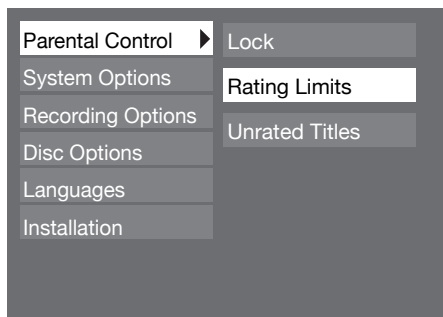 Parental Control
System Options
Recording Options
Disc Options
Languages
Installation
Lock
Rating Limits
Unrated Titles